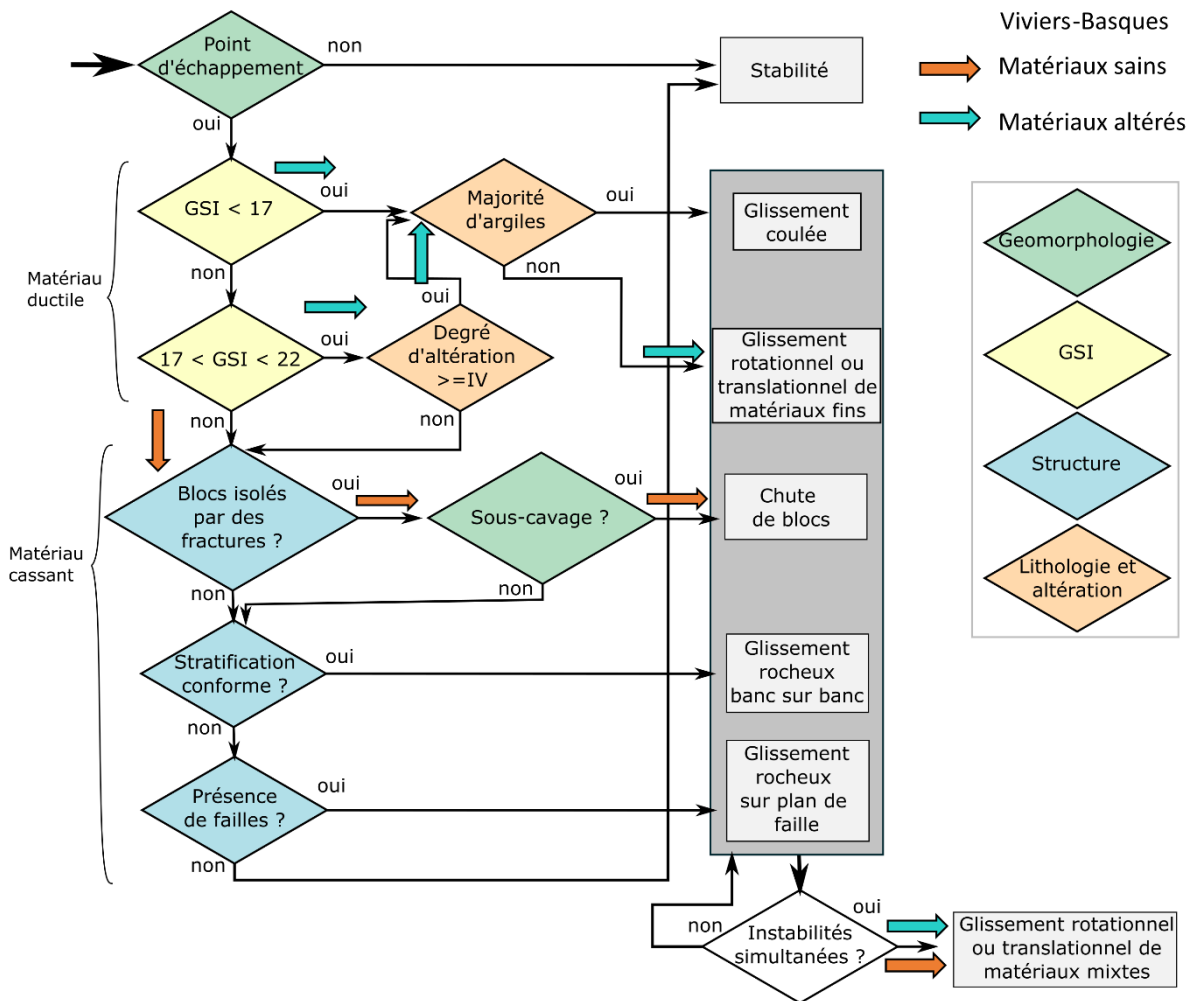 Point
d'échappement
non
oui
Stabilité
Viviers-Basques
Matériaux sains
Matériaux altérés
Matériau
ductile
GSI < 17
oui
non
Majorité
d'argiles
oui
non
Glissement
coulée
17 < GSI < 22
oui
non
Degré
d'altération
>=IV
oui
non
Glissement
rotationnel ou
translationnel de
matériaux fins
Matériau
cassant
Blocs isolés
par des
fractures ?
oui
non
Sous-cavage ?
oui
non
Chute
de blocs
Stratification
conforme ?
oui
non
Glissement
rocheux
banc sur banc
Présence
de failles ?
oui
non
Glissement
rocheux
sur plan de
faille
Instabilités
simultanées ?
non
oui
Glissement rotationnel
ou translationnel de
matériaux mixtes
Geomorphologie
GSI
Structure
Lithologie et
altération